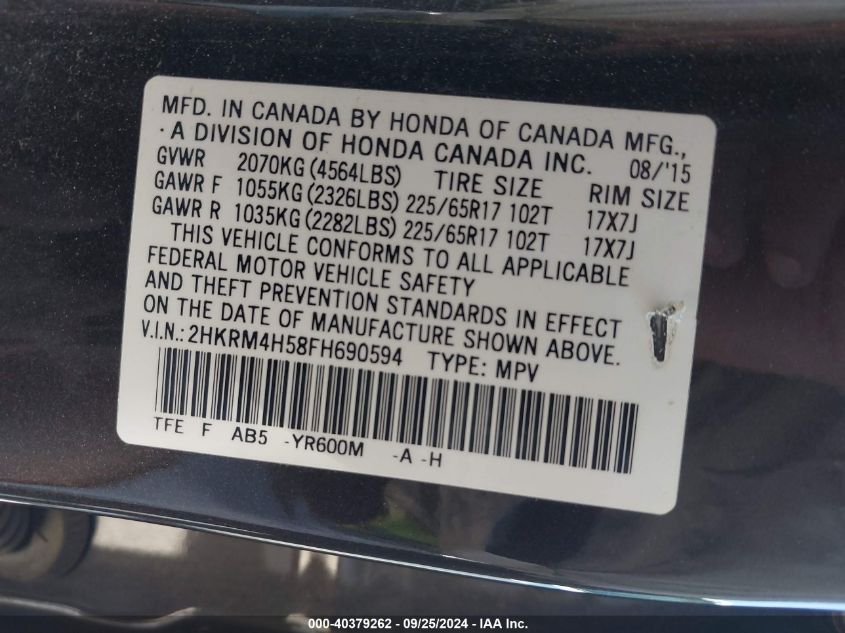 MFD. IN CANADA BY HONDA OF CANADA MFG.,
A DIVISION OF HONDA CANADA INC. 08/'15
GVWR 2070KG (4564LBS) TIRE SIZE RIM SIZE
GAWR F 1055KG (2326LBS) 225/65R17 102T 17X7J
GAWR R 1035KG (2282LBS) 225/65R17 102T 17X7J
THIS VEHICLE CONFORMS TO ALL APPLICABLE
FEDERAL MOTOR VEHICLE SAFETY
AND THEFT PREVENTION STANDARDS IN EFFECT
ON THE DATE OF MANUFACTURE SHOWN ABOVE.
V.I.N.: 2HKRM4H58FH690594 TYPE: MPV
TFE F AB5 -YR600M -A -H
000-40379262 - 09/25/2024 - IAA Inc.